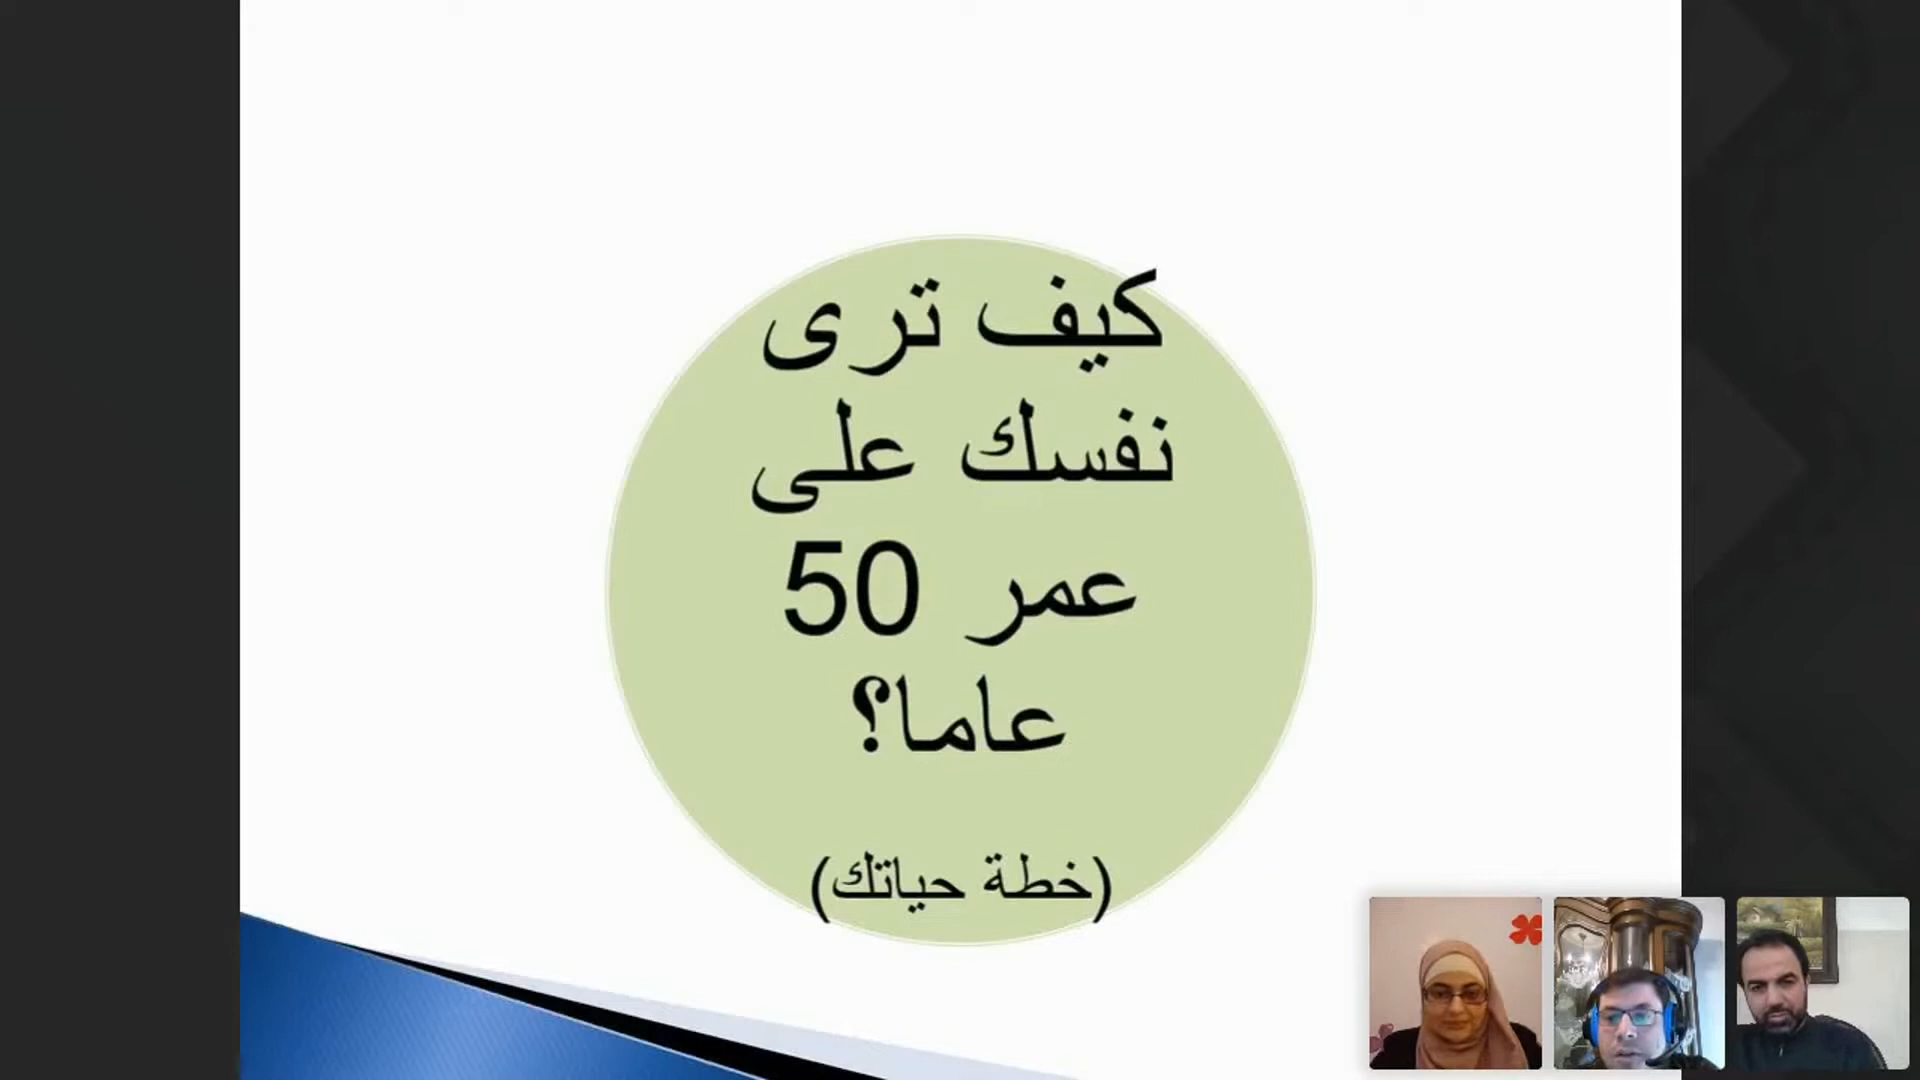 كيف ترى
نفسك على
عمر 50
عاما؟
(خطة حياتك)